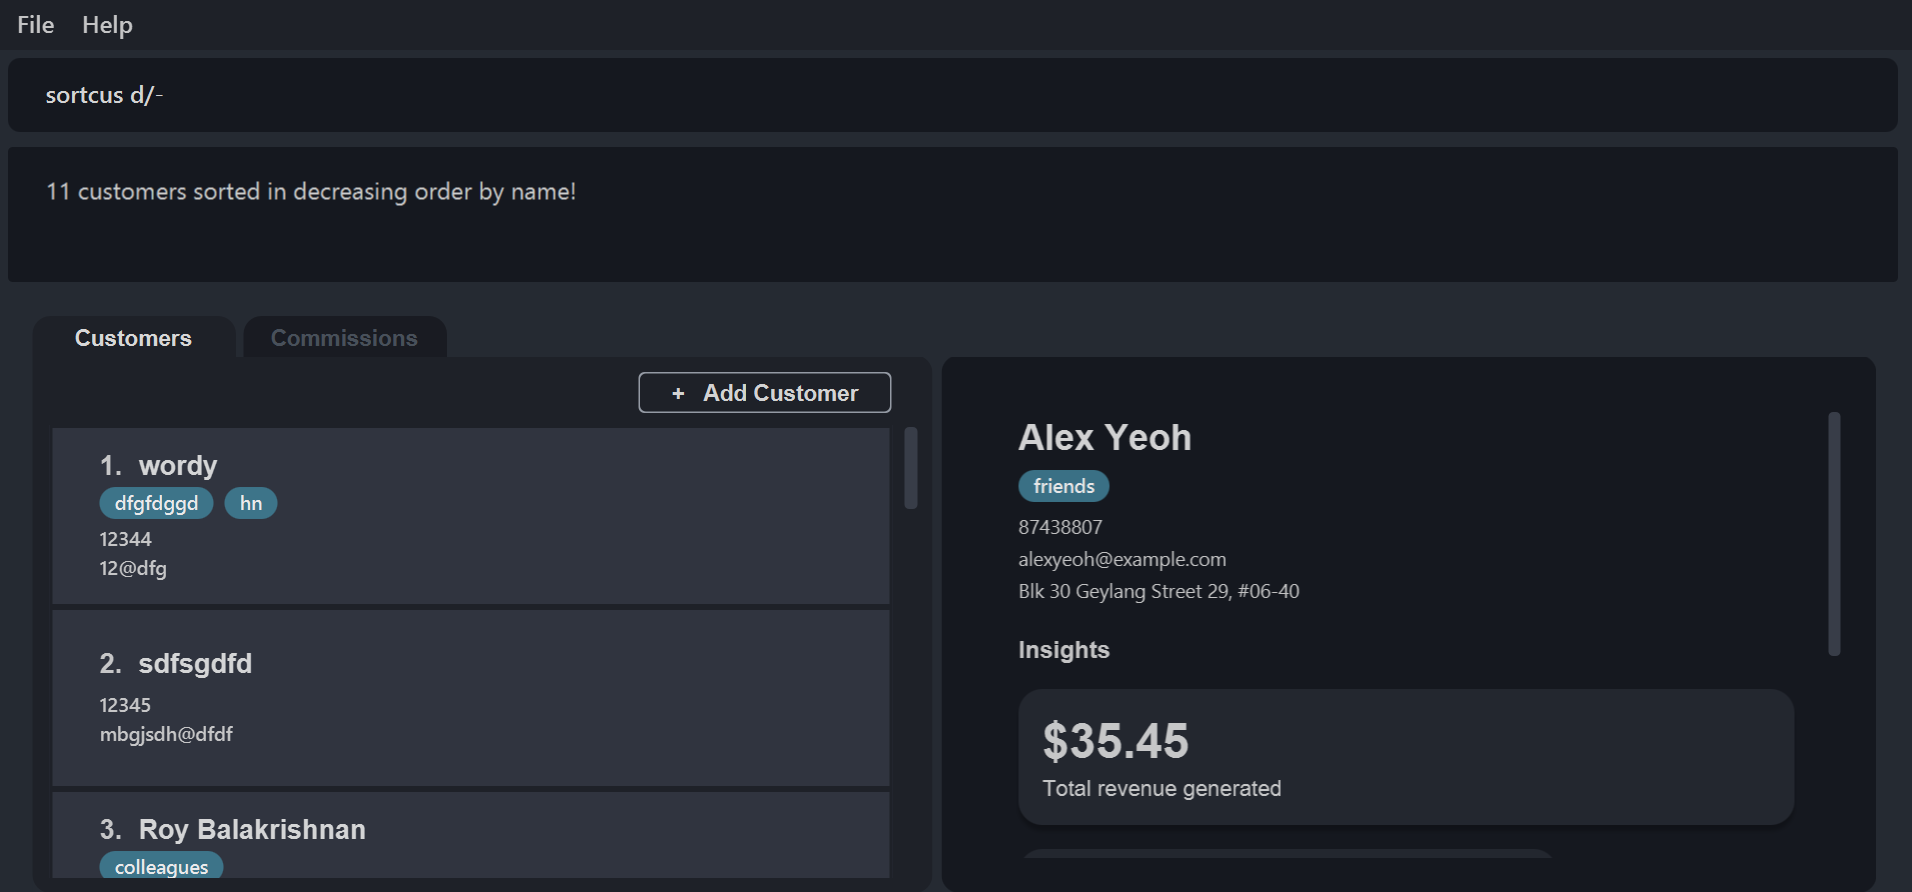 File Help
sortcus d/-
11 customers sorted in decreasing order by name!
Customers Commissions
+ Add Customer
1. wordy
dfgfdggd hn
12344
12@dfg
2. sdfsgdfd
12345
mbgjsdh@dfdf
3. Roy Balakrishnan
colleagues
Alex Yeoh
friends
87438807
alexyeoh@example.com
Blk 30 Geylang Street 29, #06-40
Insights
$35.45
Total revenue generated